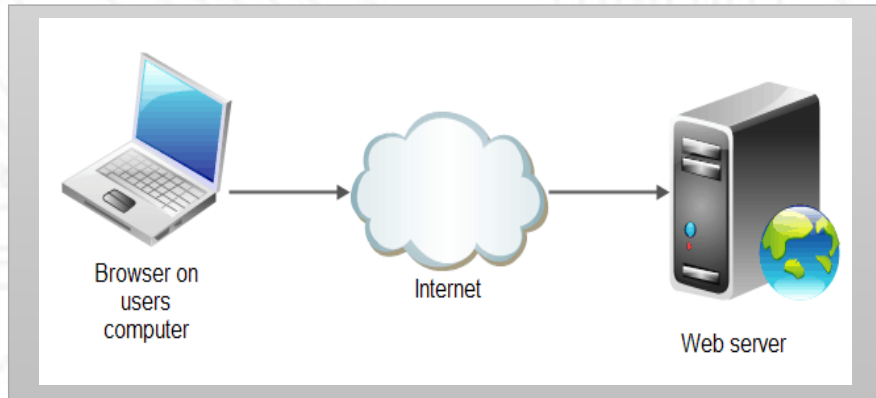 Browser on
users
computer
Internet
Web server